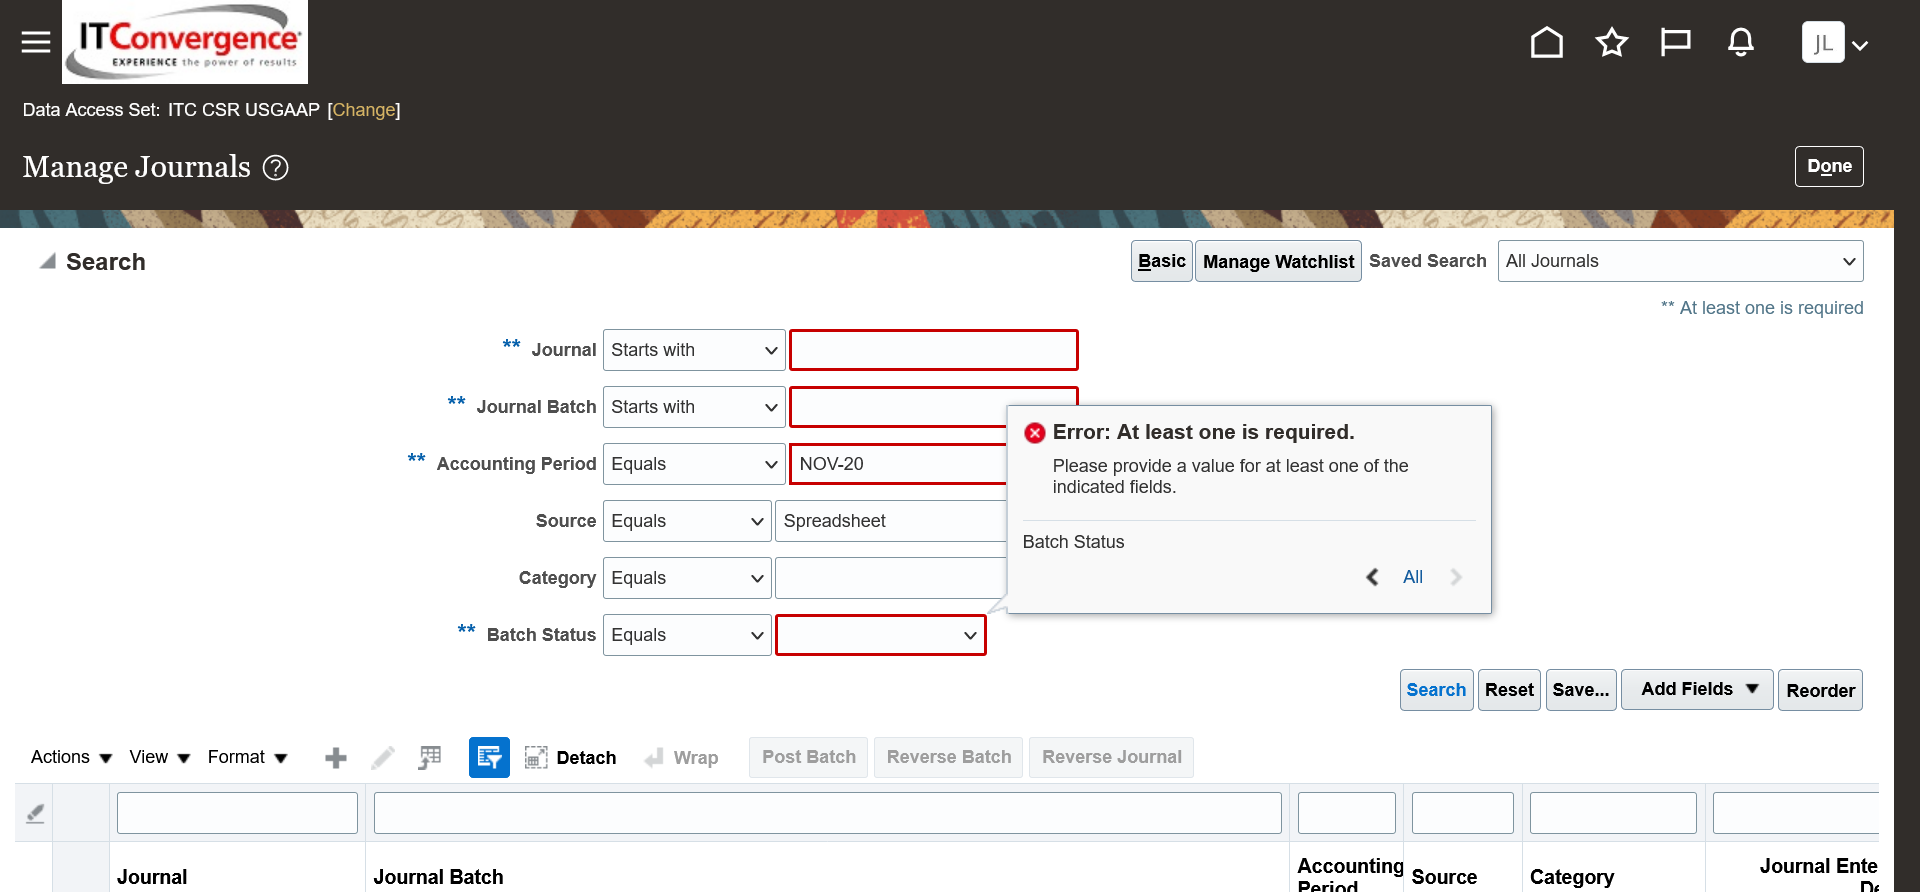 ITConvergence
EXPERIENCE the power of results
JL
Data Access Set: ITC CSR USGAAP [Change]
Manage Journals ?
Done
Search
Basic Manage Watchlist Saved Search All Journals
** At least one is required
** Journal Starts with
** Journal Batch Starts with
** Accounting Period Equals NOV-20
Error: At least one is required.
Please provide a value for at least one of the
indicated fields.
Batch Status
All
Source Equals Spreadsheet
Category Equals
** Batch Status Equals
Search Reset Save... Add Fields Reorder
Actions View Format Detach Wrap Post Batch Reverse Batch Reverse Journal
Journal Journal Batch Accounting Period Source Category Journal Ente